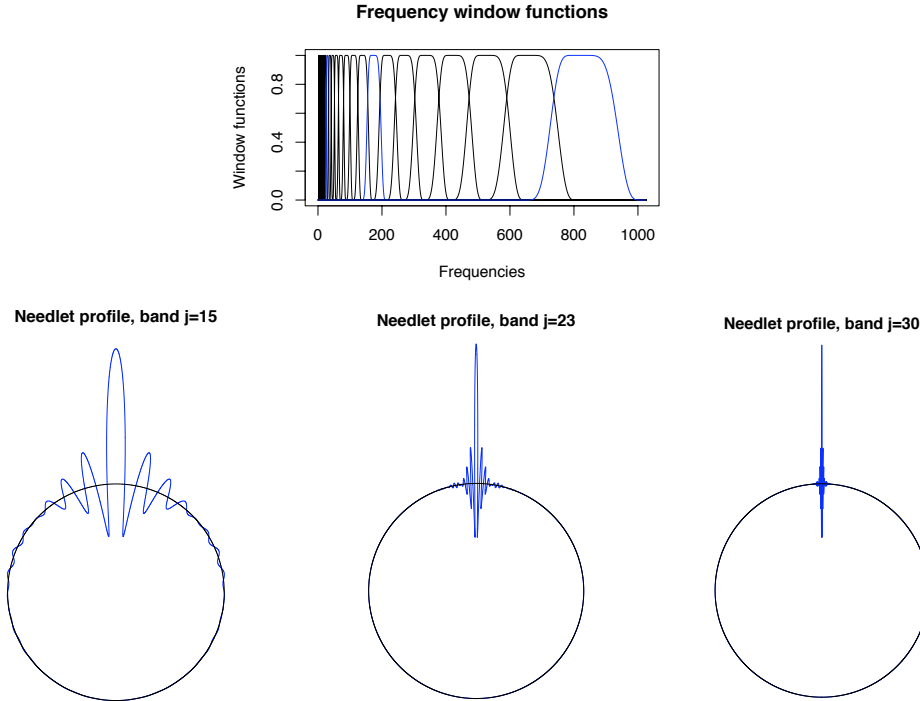 Frequency window functions
Window functions
0.0 0.4 0.8
0 200 400 600 800 1000
Frequencies
Needlet profile, band j=15
Needlet profile, band j=23
Needlet profile, band j=30